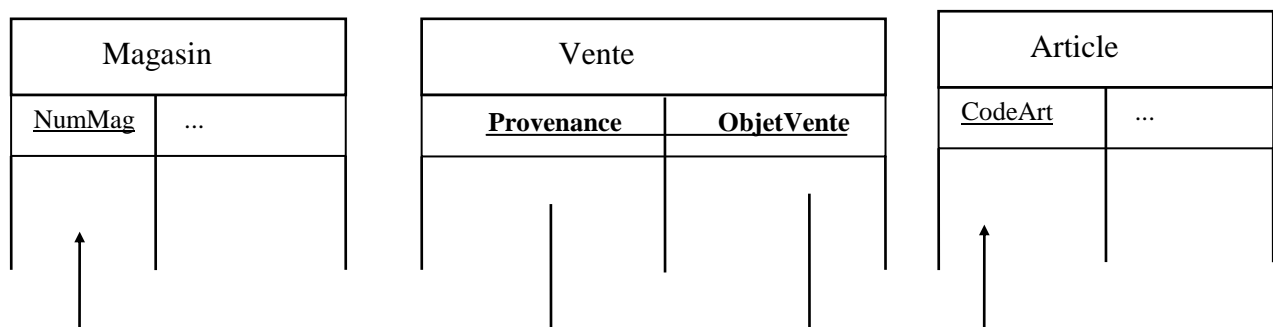 Magasin
Vente
Article
NumMag ...
Provenance ObjetVente
CodeArt ...